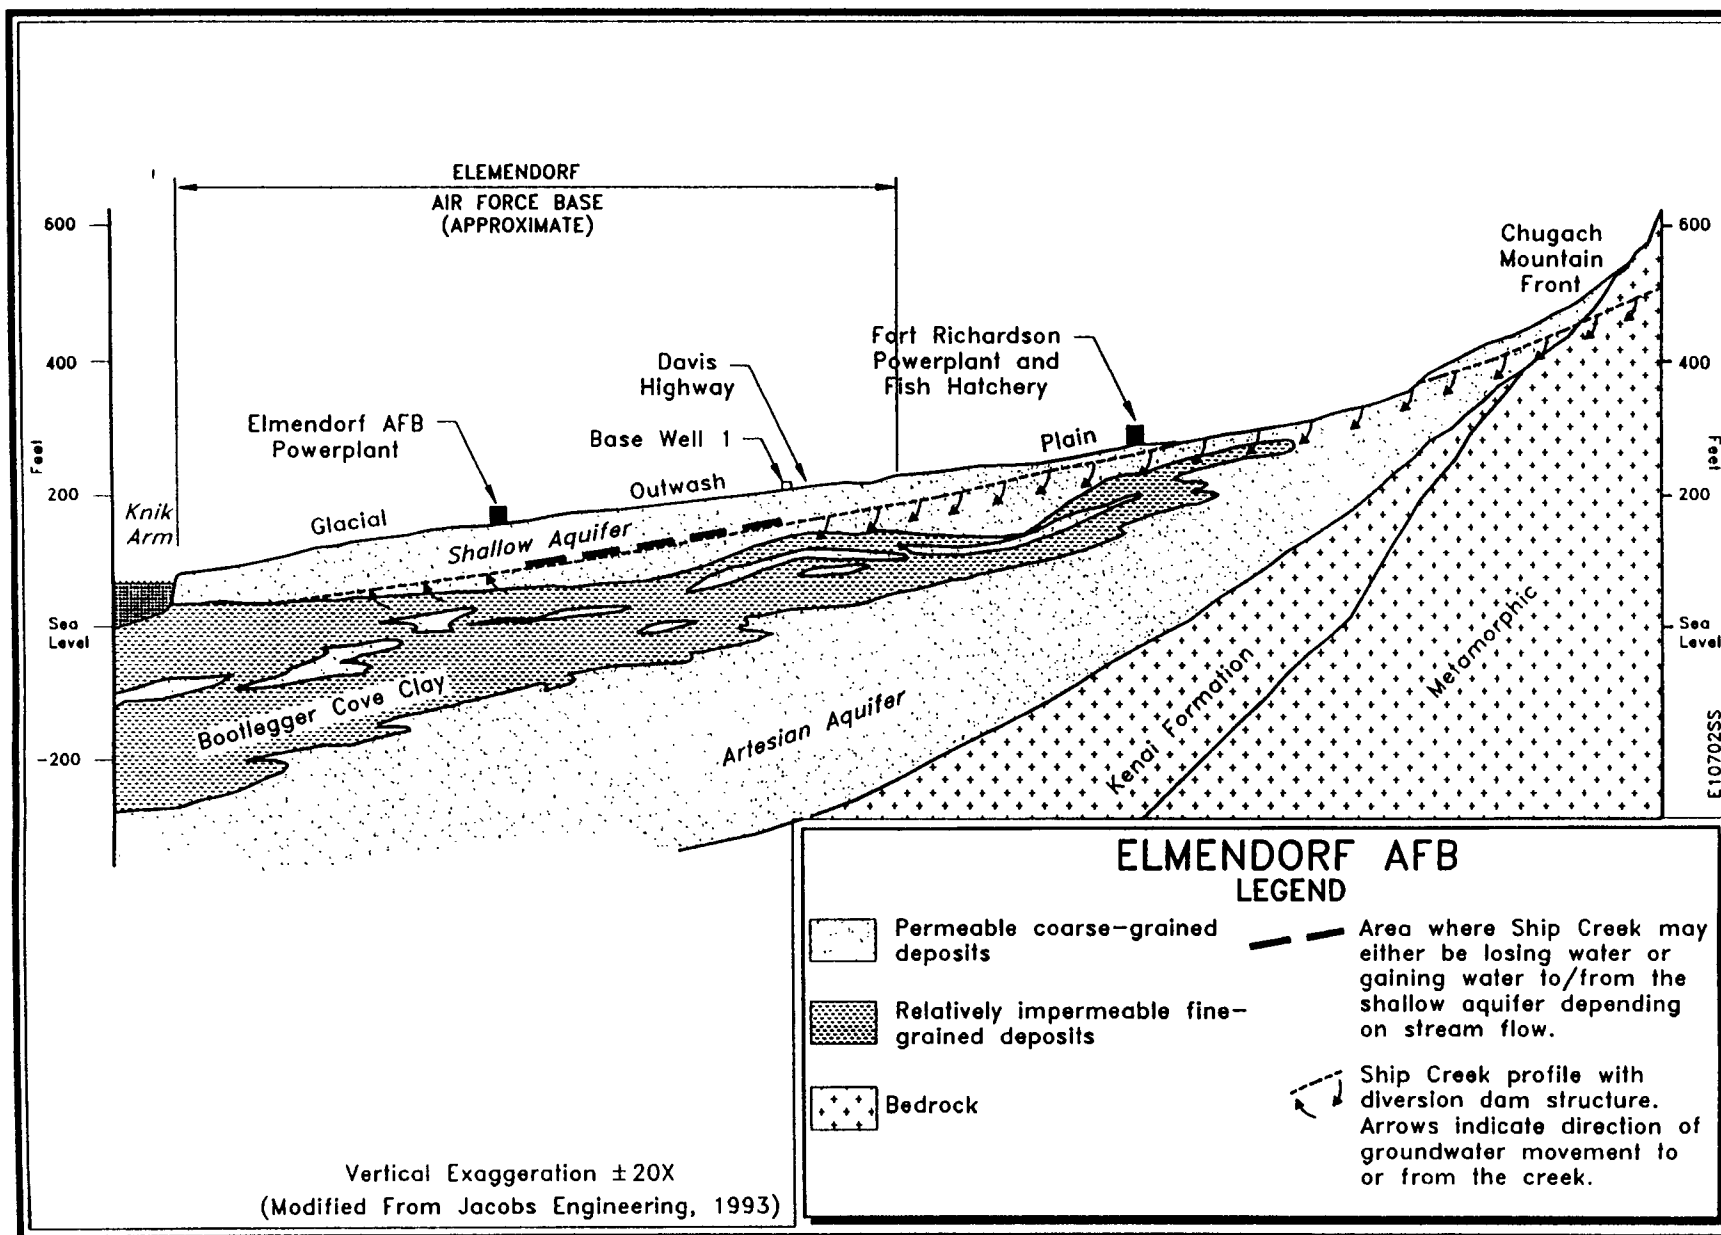 ELEMENDORF
AIR FORCE BASE
(APPROXIMATE)
600
400
200
Sea
Level
-200
Feet
Knik
Arm
Elmendorf AFB
Powerplant
Davis
Highway
Base Well 1
Fort Richardson
Powerplant and
Fish Hatchery
Chugach
Mountain
Front
600
400
200
Sea
Level
Feet
Glacial
Outwash
Plain
Shallow Aquifer
Bootlegger Cove Clay
Artesian Aquifer
Kenai Formation
Metamorphic
E10702SS
ELMENDORF AFB
LEGEND
Permeable coarse-grained
deposits
Relatively impermeable fine-
grained deposits
Bedrock
Area where Ship Creek may
either be losing water or
gaining water to/from the
shallow aquifer depending
on stream flow.
Ship Creek profile with
diversion dam structure.
Arrows indicate direction of
groundwater movement to
or from the creek.
Vertical Exaggeration ±20X
(Modified From Jacobs Engineering, 1993)